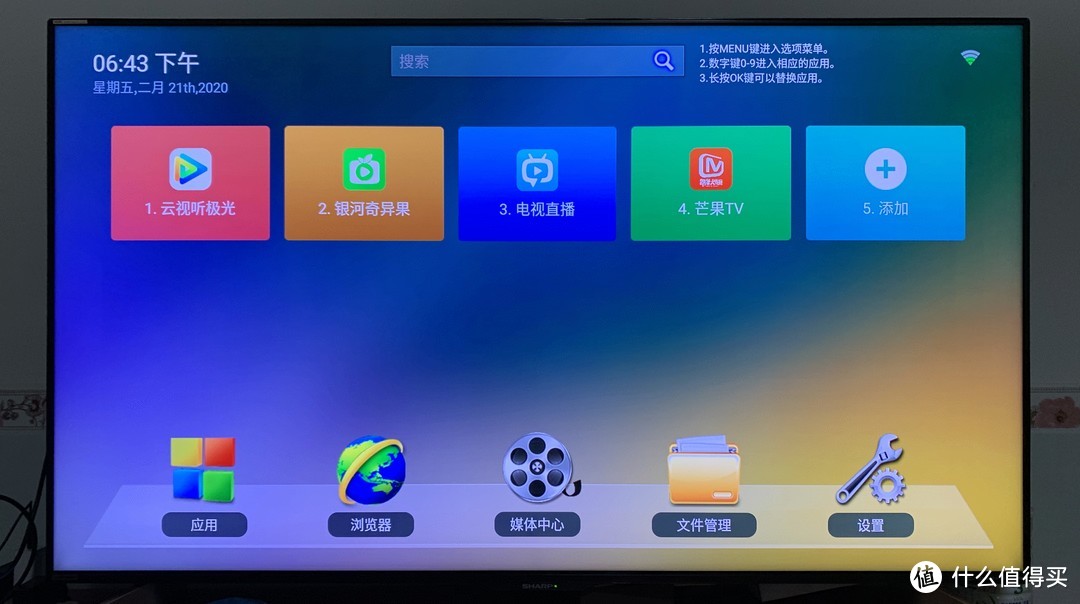 06:43 下午
星期五,二月 21th,2020
搜索
1.按MENU键进入选项菜单。
2.数字键0-9进入相应的应用。
3.长按OK键可以替换应用。
1. 云视听极光
2. 银河奇异果
3. 电视直播
4. 芒果TV
5. 添加
应用
浏览器
媒体中心
文件管理
设置
SHARP
值 什么值得买